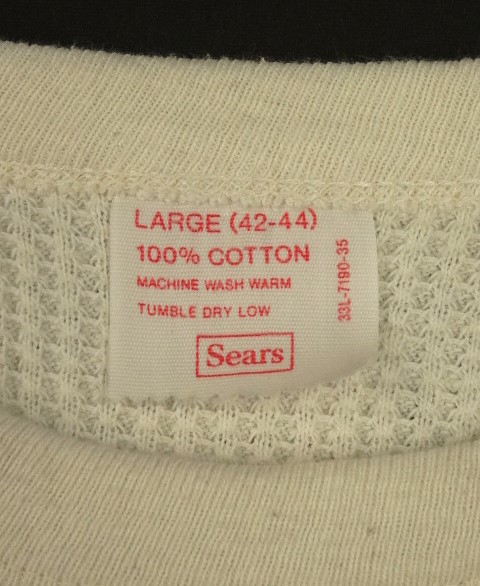 LARGE (42-44)
100% COTTON
MACHINE WASH WARM
TUMBLE DRY LOW
Sears
33L-7190-35